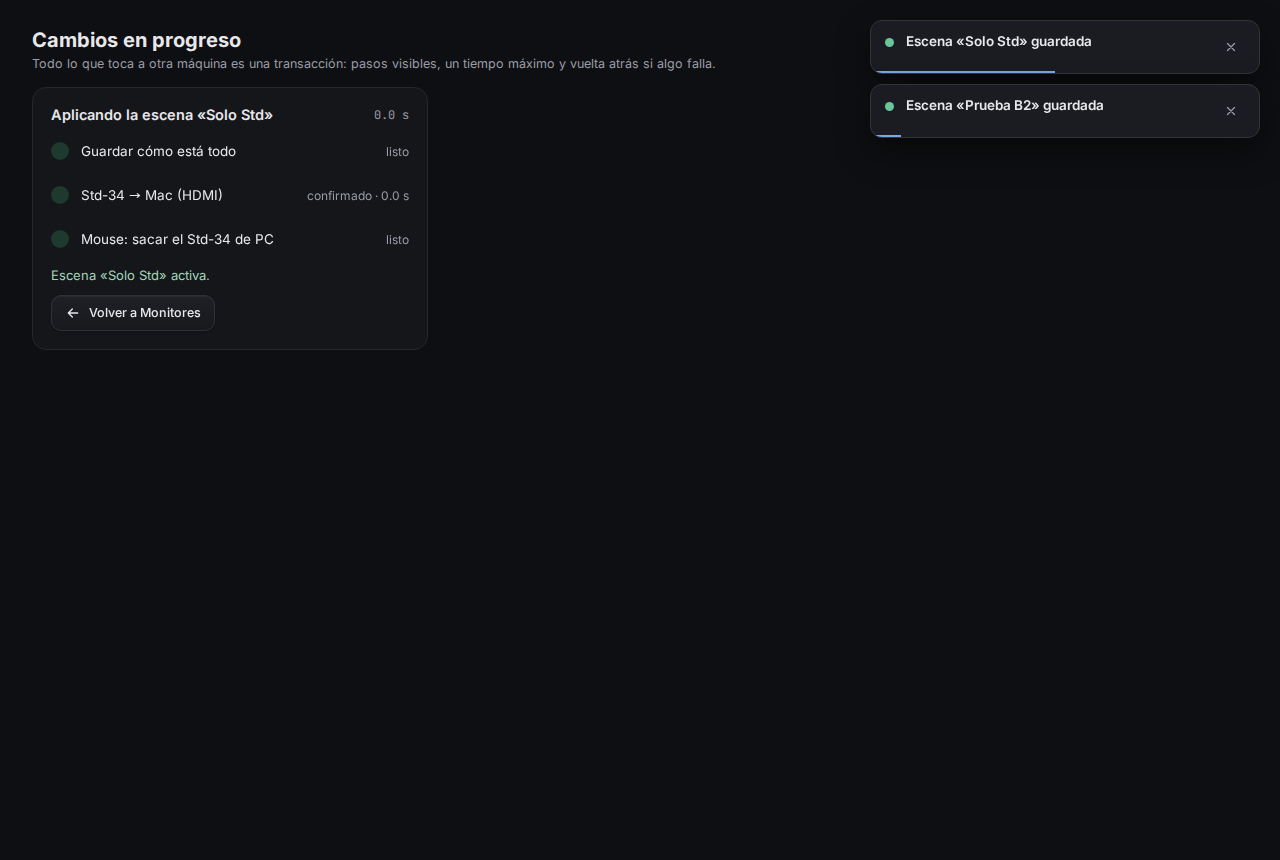 Cambios en progreso
Todo lo que toca a otra máquina es una transacción: pasos visibles, un tiempo máximo y vuelta atrás si algo falla.
Aplicando la escena «Solo Std» 0.0 s
Guardar cómo está todo listo
Std-34 → Mac (HDMI) confirmado · 0.0 s
Mouse: sacar el Std-34 de PC listo
Escena «Solo Std» activa.
← Volver a Monitores
Escena «Solo Std» guardada
Escena «Prueba B2» guardada